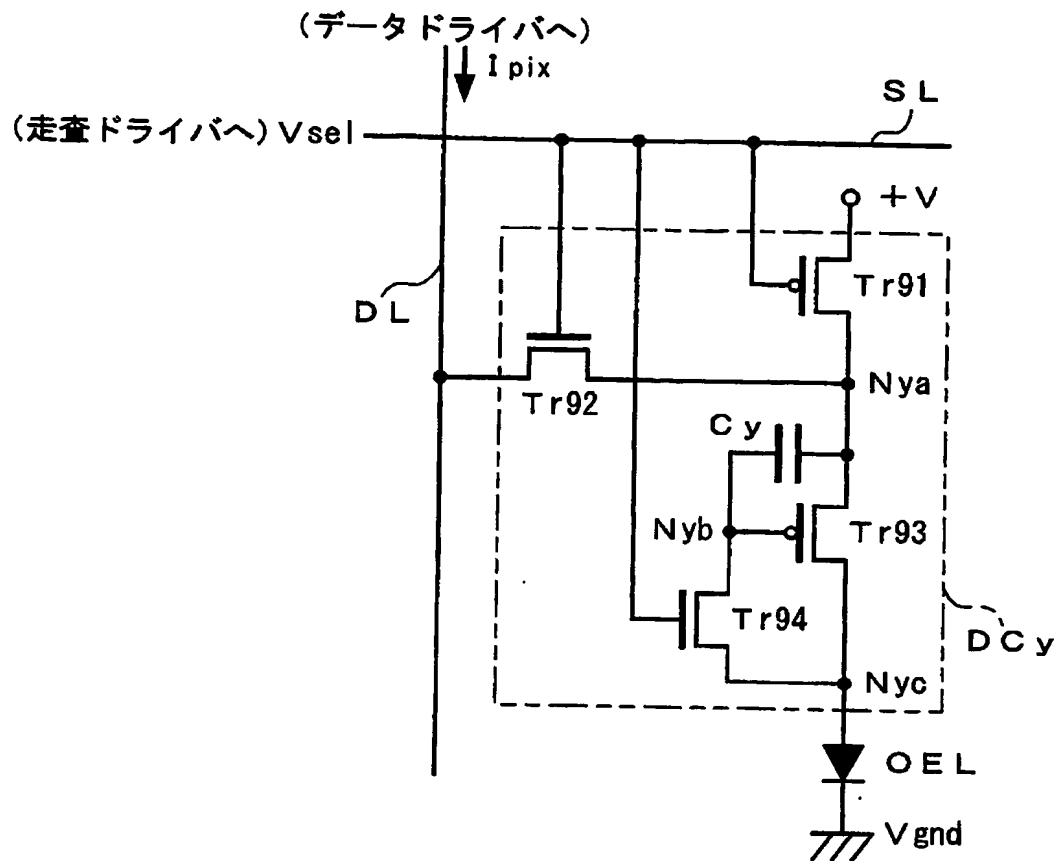 (データドライバへ)
Ipix
SL
(走査ドライバへ) Vsel
+V
Tr91
DL
Tr92
Nya
Cy
Nyb
Tr93
Tr94
DCy
Nyc
OEL
Vgnd